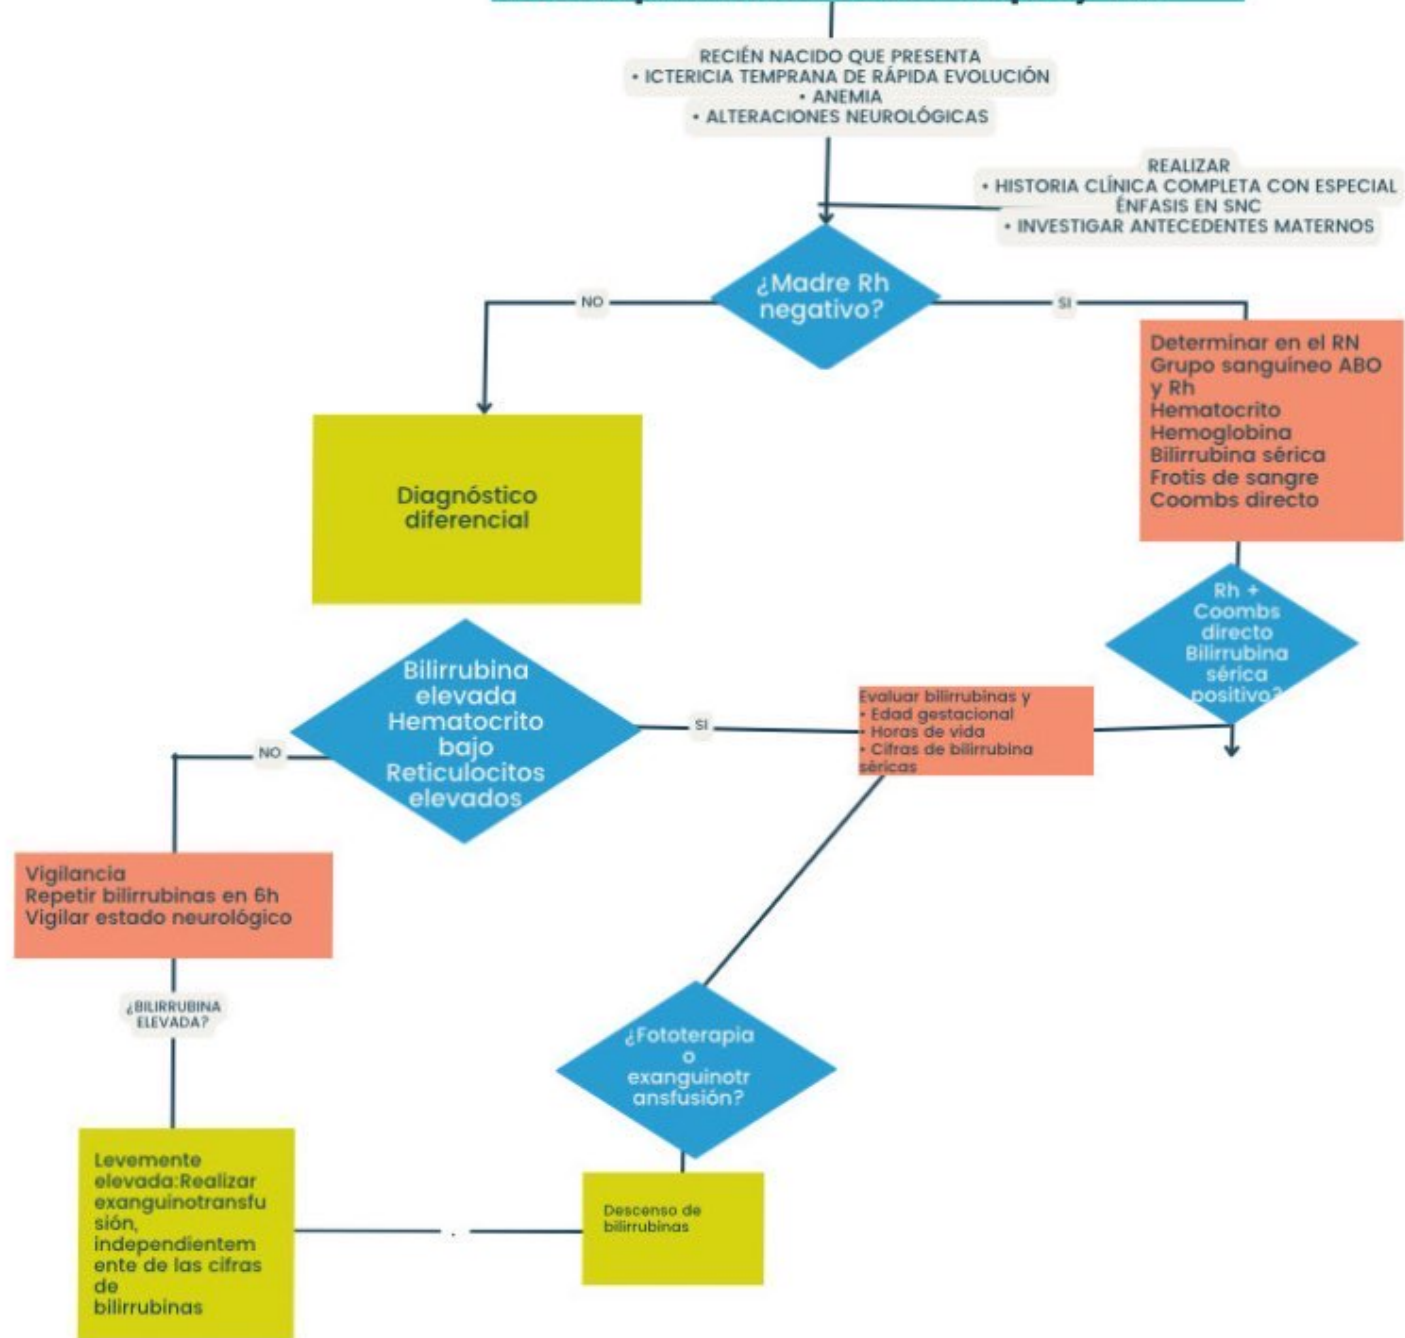 RECIÉN NACIDO QUE PRESENTA
• ICTERICIA TEMPRANA DE RÁPIDA EVOLUCIÓN
• ANEMIA
• ALTERACIONES NEUROLÓGICAS
REALIZAR
• HISTORIA CLÍNICA COMPLETA CON ESPECIAL
ÉNFASIS EN SNC
• INVESTIGAR ANTECEDENTES MATERNOS
¿Madre Rh
negativo?
NO
SI
Determinar en el RN
Grupo sanguíneo ABO
y Rh
Hematocrito
Hemoglobina
Bilirrubina sérica
Frotis de sangre
Coombs directo
Diagnóstico
diferencial
Rh +
Coombs
directo
Bilirrubina
sérica
positivo?
Bilirrubina
elevada
Hematocrito
bajo
Reticulocitos
elevados
SI
Evaluar bilirrubinas y
• Edad gestacional
• Horas de vida
• Cifras de bilirrubina
séricas
NO
Vigilancia
Repetir bilirrubinas en 6h
Vigilar estado neurológico
¿BILIRRUBINA
ELEVADA?
¿Fototerapia
o
exanguinotr
ansfusión?
Levemente
elevada:Realizar
exanguinotransfu
sión,
independientem
ente de las cifras
de
bilirrubinas
.
Descenso de
bilirrubinas